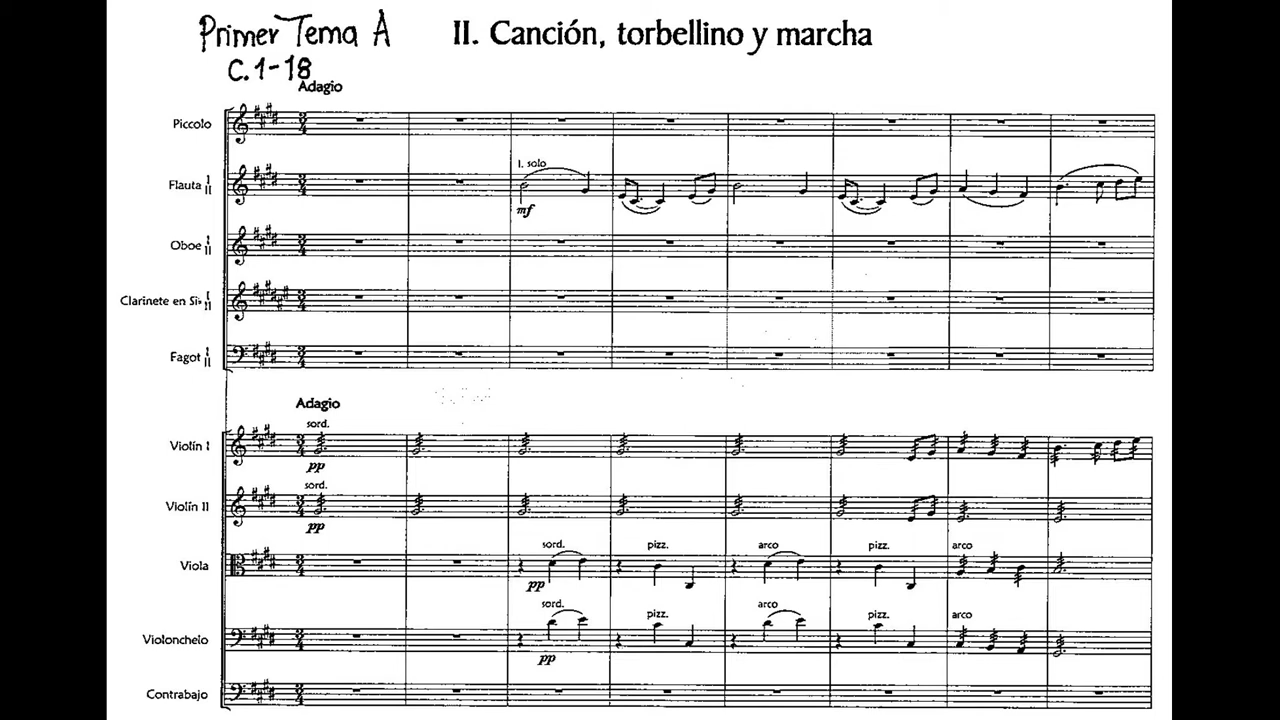 Primer Tema A
II. Canción, torbellino y marcha
C. 1-18
Adagio
Piccolo
I. solo
Flauta I II
mf
Oboe I II
Clarinete en Si♭ I II
Fagot I II
Adagio
sord.
Violín I
pp
sord.
Violín II
pp
sord. pizz. arco pizz. arco
Viola
pp
sord. pizz. arco pizz. arco
Violonchelo
pp
Contrabajo